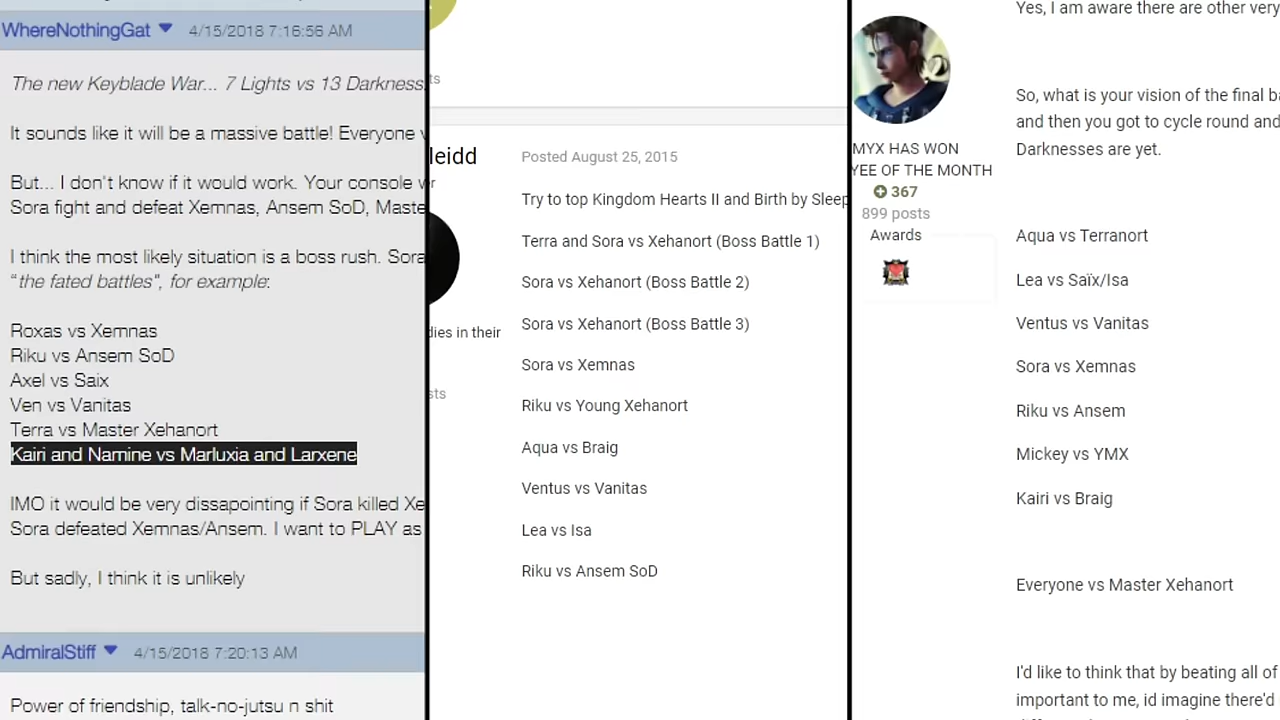 WhereNothingGat 4/15/2018 7:16:56 AM
The new Keyblade War... 7 Lights vs 13 Darkness.
It sounds like it will be a massive battle! Everyone
But... I don't know if it would work. Your console
Sora fight and defeat Xemnas, Ansem SoD, Maste
I think the most likely situation is a boss rush. Sora
“the fated battles”, for example:
Roxas vs Xemnas
Riku vs Ansem SoD
Axel vs Saix
Ven vs Vanitas
Terra vs Master Xehanort
Kairi and Namine vs Marluxia and Larxene
IMO it would be very dissapointing if Sora killed Xe
Sora defeated Xemnas/Ansem. I want to PLAY as
But sadly, I think it is unlikely
AdmiralStiff 4/15/2018 7:20:13 AM
Power of friendship, talk-no-jutsu n shit
ts
leidd
Posted August 25, 2015
r
Try to top Kingdom Hearts II and Birth by Sleep
Terra and Sora vs Xehanort (Boss Battle 1)
Sora vs Xehanort (Boss Battle 2)
Sora vs Xehanort (Boss Battle 3)
dies in their
Sora vs Xemnas
sts
Riku vs Young Xehanort
Aqua vs Braig
Ventus vs Vanitas
Lea vs Isa
Riku vs Ansem SoD
MYX HAS WON
YEE OF THE MONTH
367
899 posts
Awards
Yes, I am aware there are other very
So, what is your vision of the final ba
and then you got to cycle round and
Darknesses are yet.
Aqua vs Terranort
Lea vs Saïx/Isa
Ventus vs Vanitas
Sora vs Xemnas
Riku vs Ansem
Mickey vs YMX
Kairi vs Braig
Everyone vs Master Xehanort
I'd like to think that by beating all of
important to me, id imagine there'd